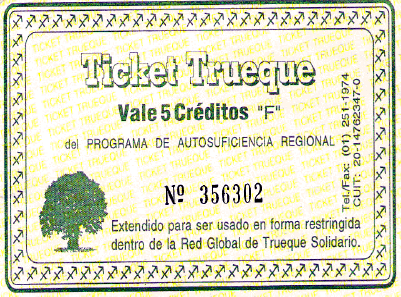 Ticket Trueque
Vale 5 Créditos "F"
del PROGRAMA DE AUTOSUFICIENCIA REGIONAL
Nº 356302
Extendido para ser usado en forma restringida
dentro de la Red Global de Trueque Solidario.
Tel/Fax: (01) 251-1974
CUIT: 20-14762347-0